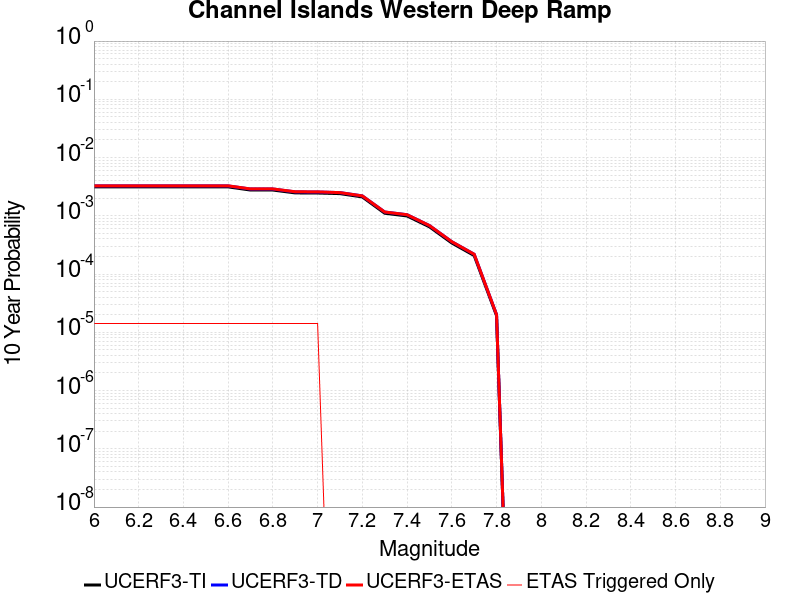 Channel Islands Western Deep Ramp
10 0
10 -1
10 -2
10 -3
10 -4
10 -5
10 -6
10 -7
10 -8
10 Year Probability
6 6.2 6.4 6.6 6.8 7 7.2 7.4 7.6 7.8 8 8.2 8.4 8.6 8.8 9
Magnitude
UCERF3-TI UCERF3-TD UCERF3-ETAS ETAS Triggered Only